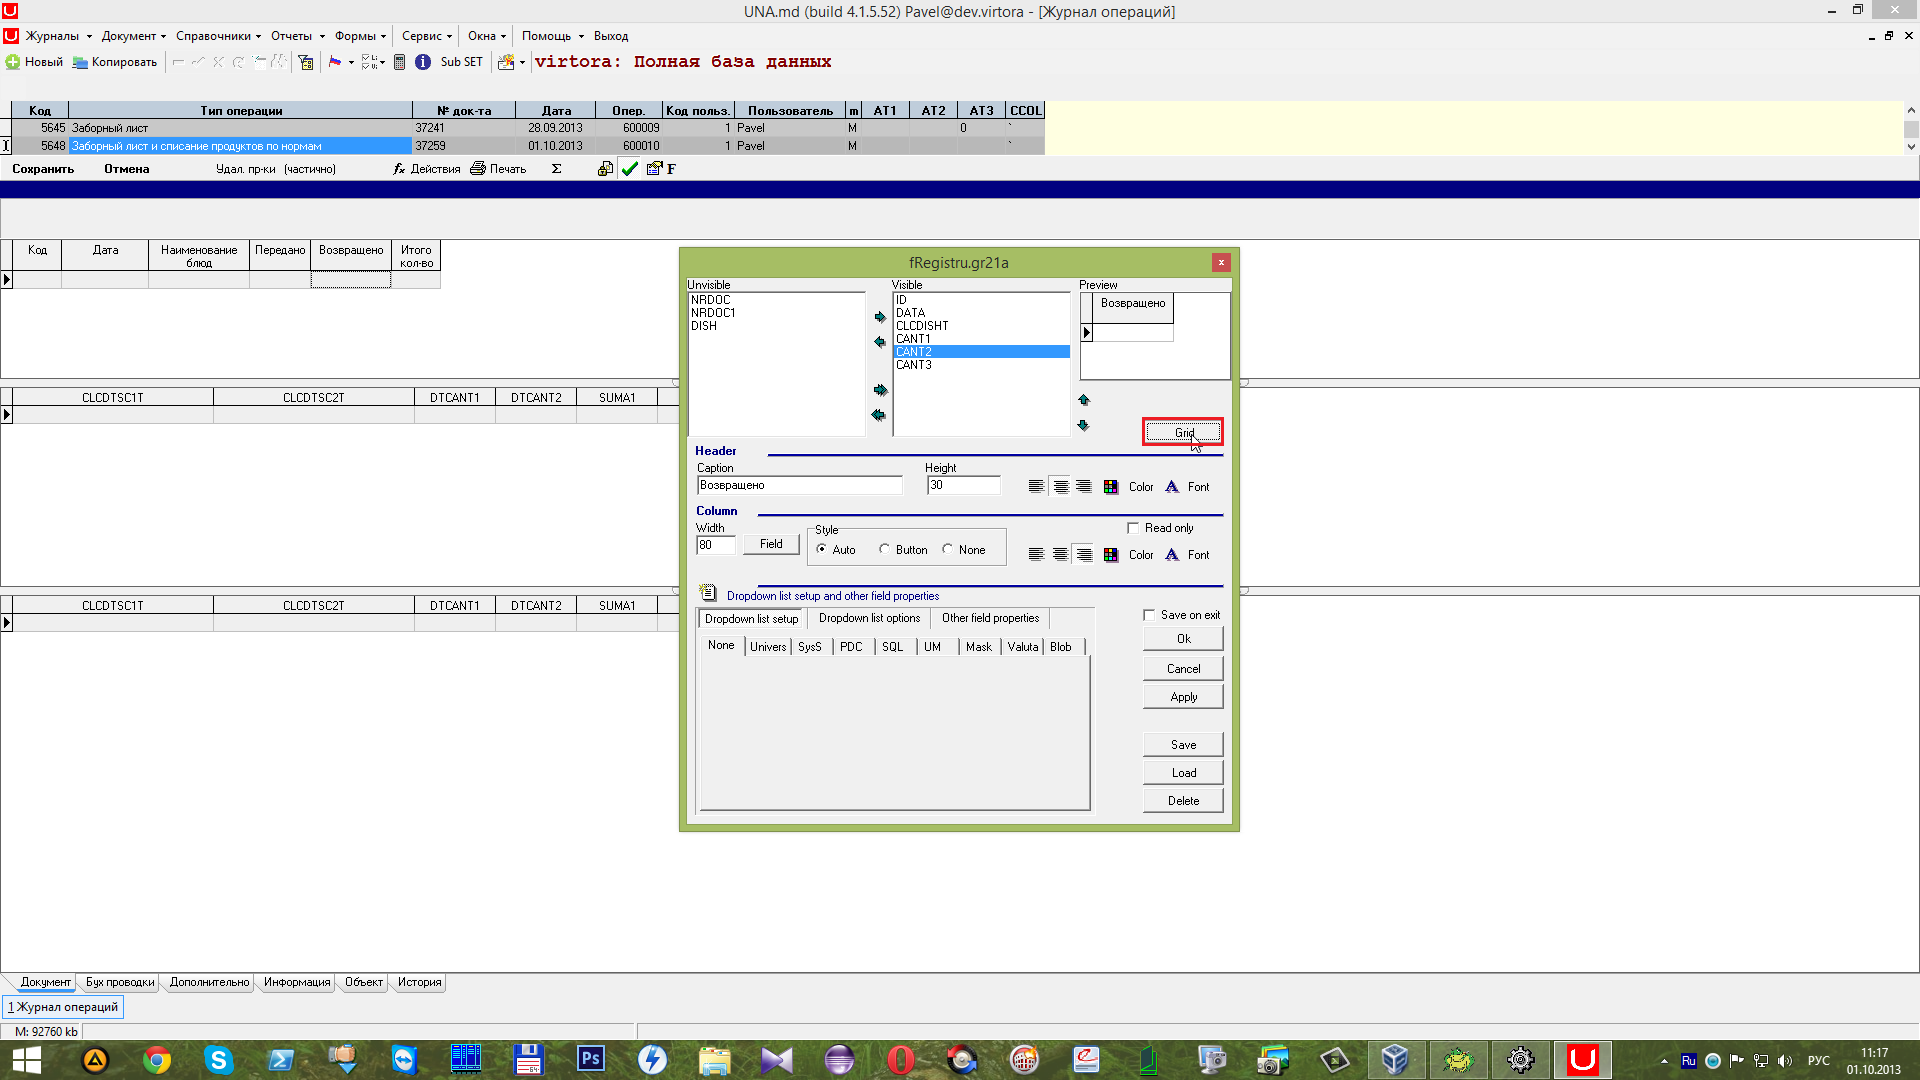 UNA.md (build 4.1.5.52) Pavel@dev.virtora - [Журнал операций]
Журналы Документ Справочники Отчеты Формы Сервис Окна Помощь Выход
Новый Копировать Sub SET virtora: Полная база данных
Код Тип операции № док-та Дата Опер. Код польз. Пользователь m AT1 AT2 AT3 CCOL
5645 Заборный лист 37241 28.09.2013 600009 1 Pavel M 0 `
5648 Заборный лист и списание продуктов по нормам 37259 01.10.2013 600010 1 Pavel M `
Сохранить Отмена Удал. пр-ки (частично) fx Действия Печать Σ F
Код Дата Наименование блюд Передано Возвращено Итого кол-во
fRegistru.gr21a
Unvisible Visible Preview
NRDOC
NRDOC1
DISH
ID
DATA
CLCDISHT
CANT1
CANT2
CANT3
Возвращено
Grid
CLCDTSC1T CLCDTSC2T DTCANT1 DTCANT2 SUMA1
Header
Caption Height
Возвращено 30 Color A Font
Column
Width Style Read only
80 Field Auto Button None Color A Font
Dropdown list setup and other field properties
Dropdown list setup Dropdown list options Other field properties
None Univers SysS PDC SQL UM Mask Valuta Blob
Save on exit
Ok
Cancel
Apply
Save
Load
Delete
CLCDTSC1T CLCDTSC2T DTCANT1 DTCANT2 SUMA1
Документ Бух проводки Дополнительно Информация Объект История
1 Журнал операций
M: 92760 kb
Ps
Ru РУС 11:17
01.10.2013